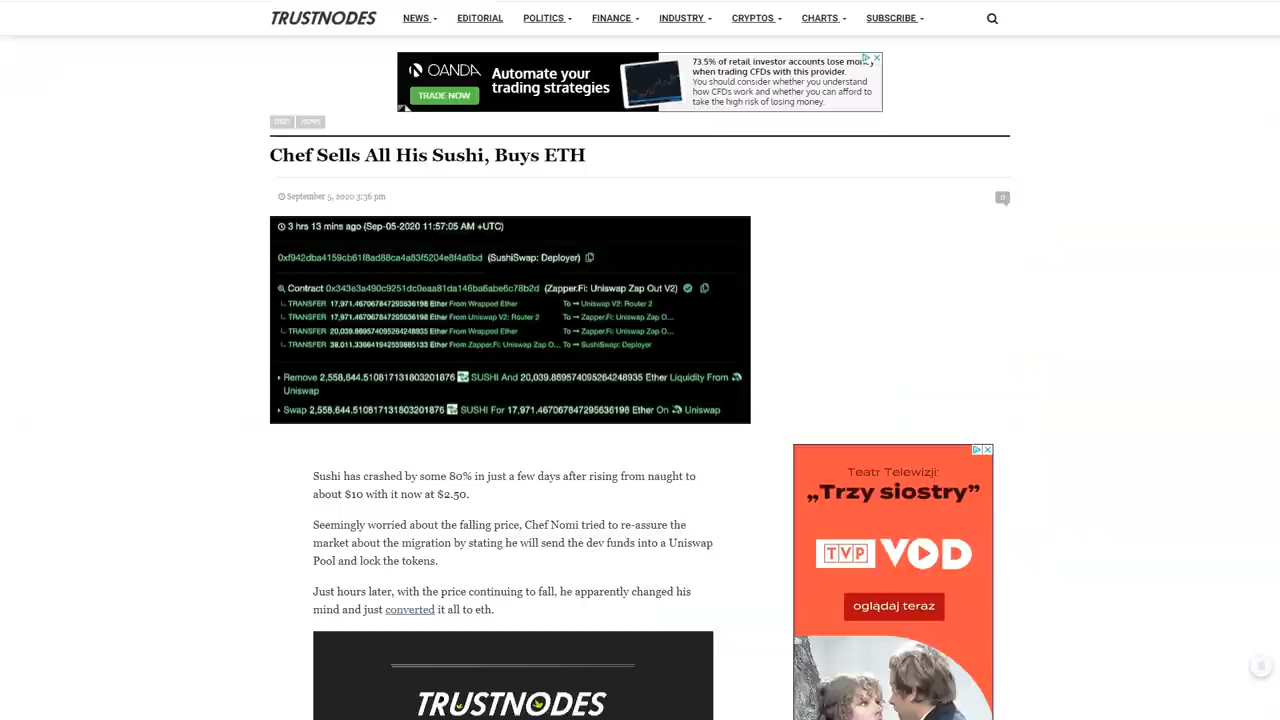 TRUSTNODES NEWS EDITORIAL POLITICS FINANCE INDUSTRY CRYPTOS CHARTS SUBSCRIBE
OANDA
TRADE NOW
Automate your
trading strategies
73.5% of retail investor accounts lose money
when trading CFDs with this provider.
You should consider whether you understand
how CFDs work and whether you can afford to
take the high risk of losing money.
DEFI NEWS
Chef Sells All His Sushi, Buys ETH
September 5, 2020 3:36 pm
0
3 hrs 13 mins ago (Sep-05-2020 11:57:05 AM +UTC)
0xf942dba4159cb61f8ad88ca4a83f5204e8f4a6bd (SushiSwap: Deployer)
Contract 0x343e3a490c9251dc0eaa81da146ba6abe6c78b2d (Zapper.Fi: Uniswap Zap Out V2)
TRANSFER 17,971.467067847295636198 Ether From Wrapped Ether To → Uniswap V2: Router 2
TRANSFER 17,971.467067847295636198 Ether From Uniswap V2: Router 2 To → Zapper.Fi: Uniswap Zap O...
TRANSFER 20,039.869574095264248935 Ether From Wrapped Ether To → Zapper.Fi: Uniswap Zap O...
TRANSFER 38,011.336641942559885133 Ether From Zapper.Fi: Uniswap Zap O... To → SushiSwap: Deployer
Remove 2,558,644.510817131803201876 SUSHI And 20,039.869574095264248935 Ether Liquidity From
Uniswap
Swap 2,558,644.510817131803201876 SUSHI For 17,971.467067847295636198 Ether On Uniswap
Sushi has crashed by some 80% in just a few days after rising from naught to
about $10 with it now at $2.50.
Seemingly worried about the falling price, Chef Nomi tried to re-assure the
market about the migration by stating he will send the dev funds into a Uniswap
Pool and lock the tokens.
Just hours later, with the price continuing to fall, he apparently changed his
mind and just converted it all to eth.
TRUSTNODES
Teatr Telewizji:
„Trzy siostry”
TVP VOD
oglądaj teraz